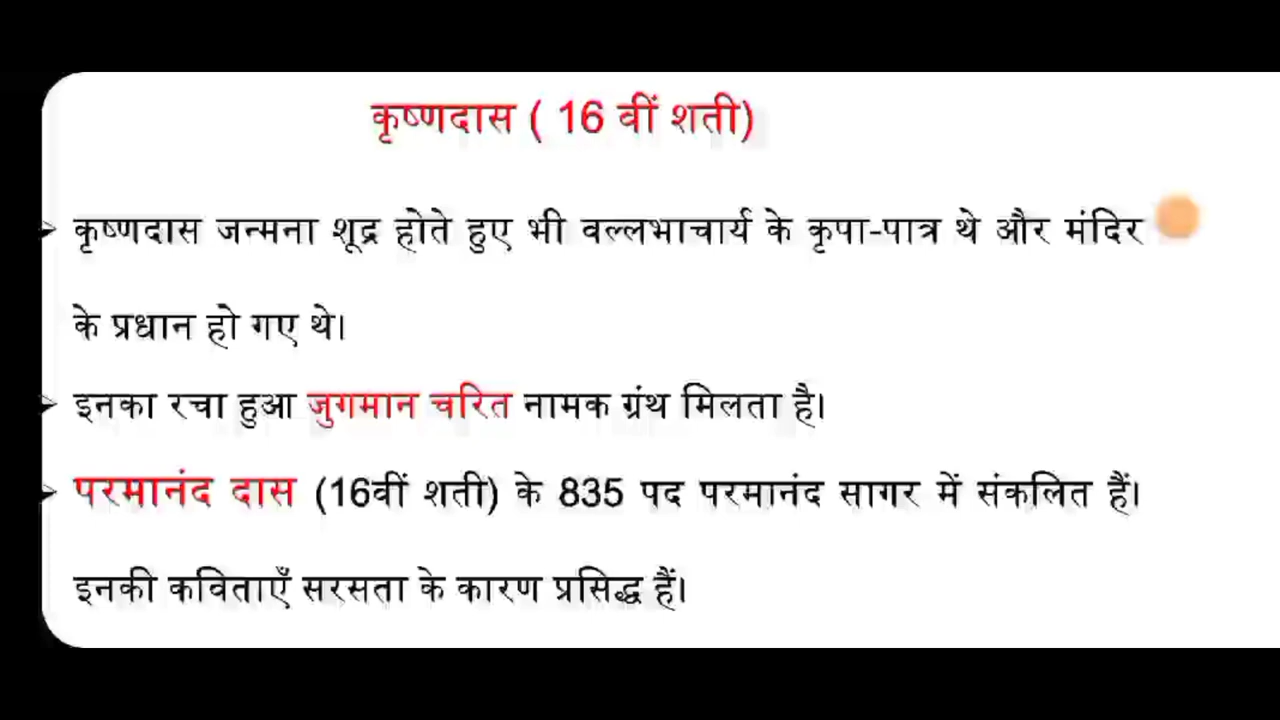 कृष्णदास ( 16 वीं शती)
कृष्णदास जन्मना शूद्र होते हुए भी वल्लभाचार्य के कृपा-पात्र थे और मंदिर
के प्रधान हो गए थे।
इनका रचा हुआ जुगमान चरित नामक ग्रंथ मिलता है।
परमानंद दास (16वीं शती) के 835 पद परमानंद सागर में संकलित हैं।
इनकी कविताएँ सरसता के कारण प्रसिद्ध हैं।